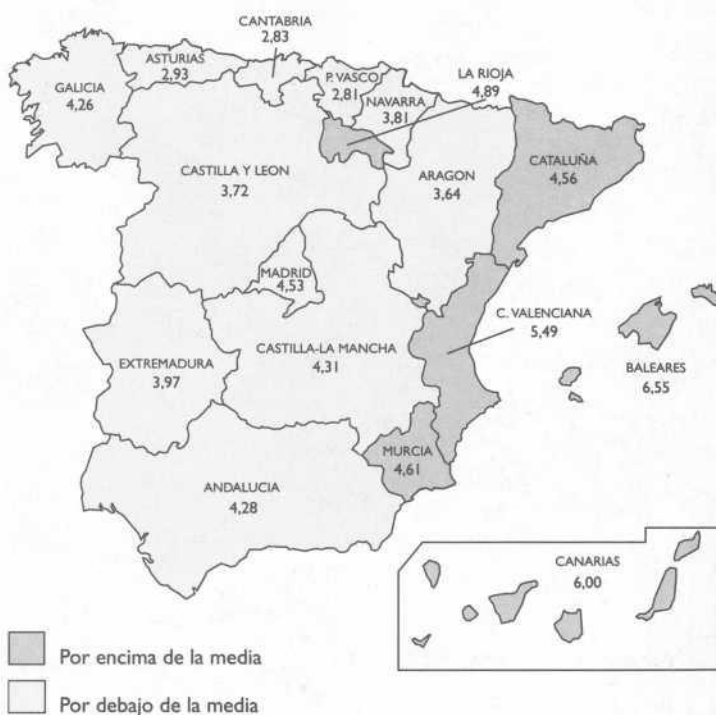 CANTABRIA
2,83
ASTURIAS
2,93
P. VASCO
2,81
LA RIOJA
4,89
GALICIA
4,26
NAVARRA
3,81
CASTILLA Y LEON
3,72
ARAGON
3,64
CATALUÑA
4,56
MADRID
4,53
C. VALENCIANA
5,49
EXTREMADURA
3,97
CASTILLA-LA MANCHA
4,31
BALEARES
6,55
MURCIA
4,61
ANDALUCIA
4,28
CANARIAS
6,00
Por encima de la media
Por debajo de la media